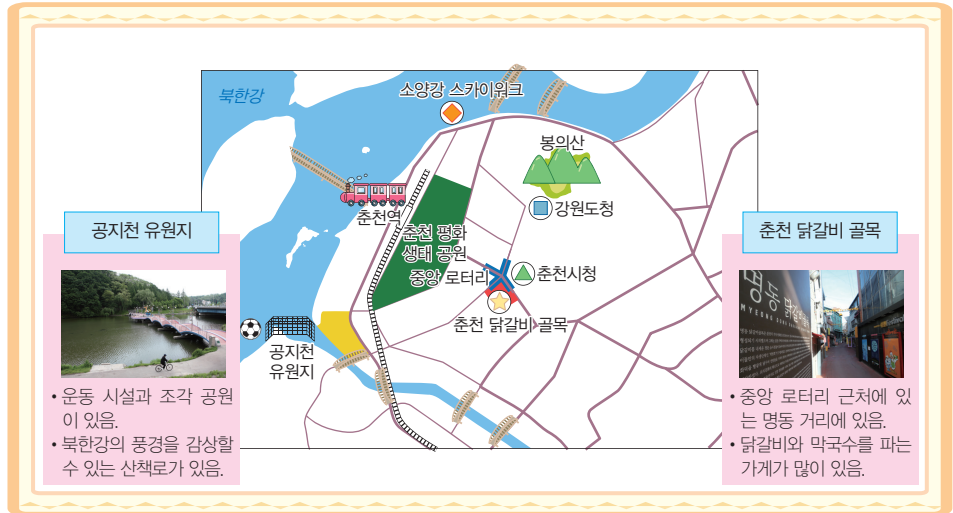 북한강
소양강 스카이워크
봉의산
강원도청
춘천역
춘천 평화
생태 공원
중앙 로터리
춘천시청
춘천 닭갈비 골목
공지천
유원지
공지천 유원지
• 운동 시설과 조각 공원
이 있음.
• 북한강의 풍경을 감상할
수 있는 산책로가 있음.
춘천 닭갈비 골목
명동 닭갈비
• 중앙 로터리 근처에 있
는 명동 거리에 있음.
• 닭갈비와 막국수를 파는
가게가 많이 있음.